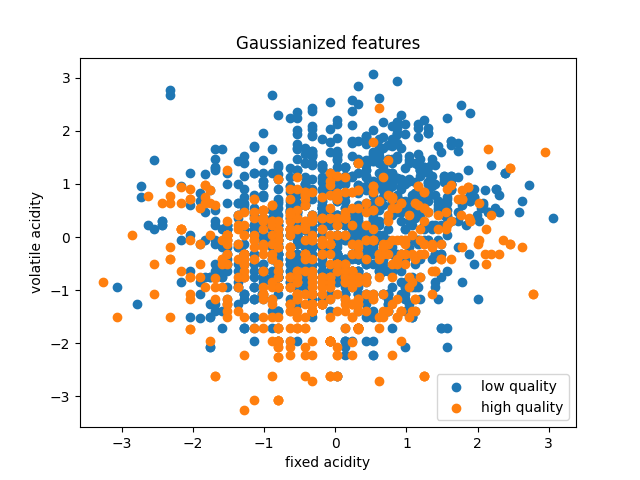 Gaussianized features
volatile acidity
3
2
1
0
−1
−2
−3
−3
−2
−1
0
1
2
3
fixed acidity
low quality
high quality